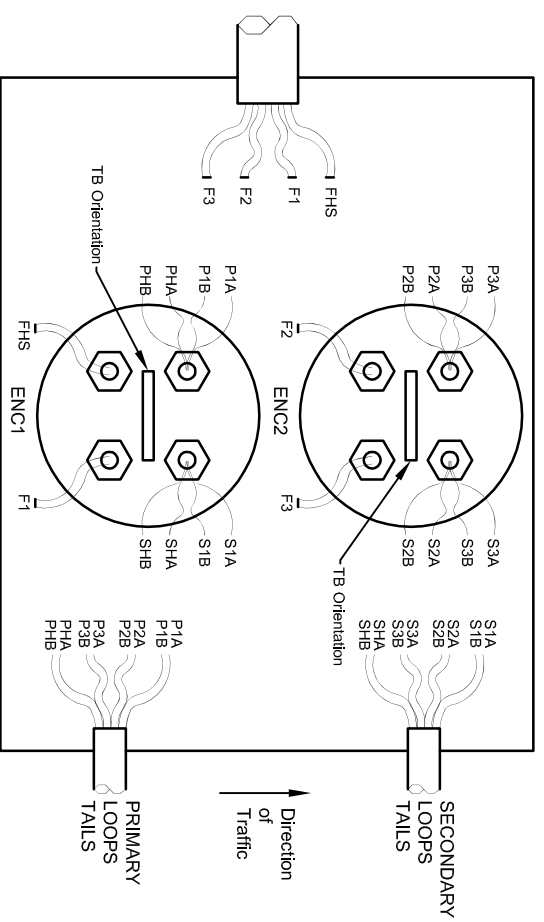 SECONDARY
LOOPS
TAILS
S1A
S1B
S2A
S2B
S3A
S3B
SHA
SHB
P3A
P3B
P2A
P2B
S3A
S3B
S2A
S2B
TB Orientation
F2
F3
ENC2
FHS
F1
F2
F3
Direction
of
Traffic
TB Orientation
P1A
P1B
PHA
PHB
S1A
S1B
SHA
SHB
FHS
F1
ENC1
P1A
P1B
P2A
P2B
P3A
P3B
PHA
PHB
PRIMARY
LOOPS
TAILS